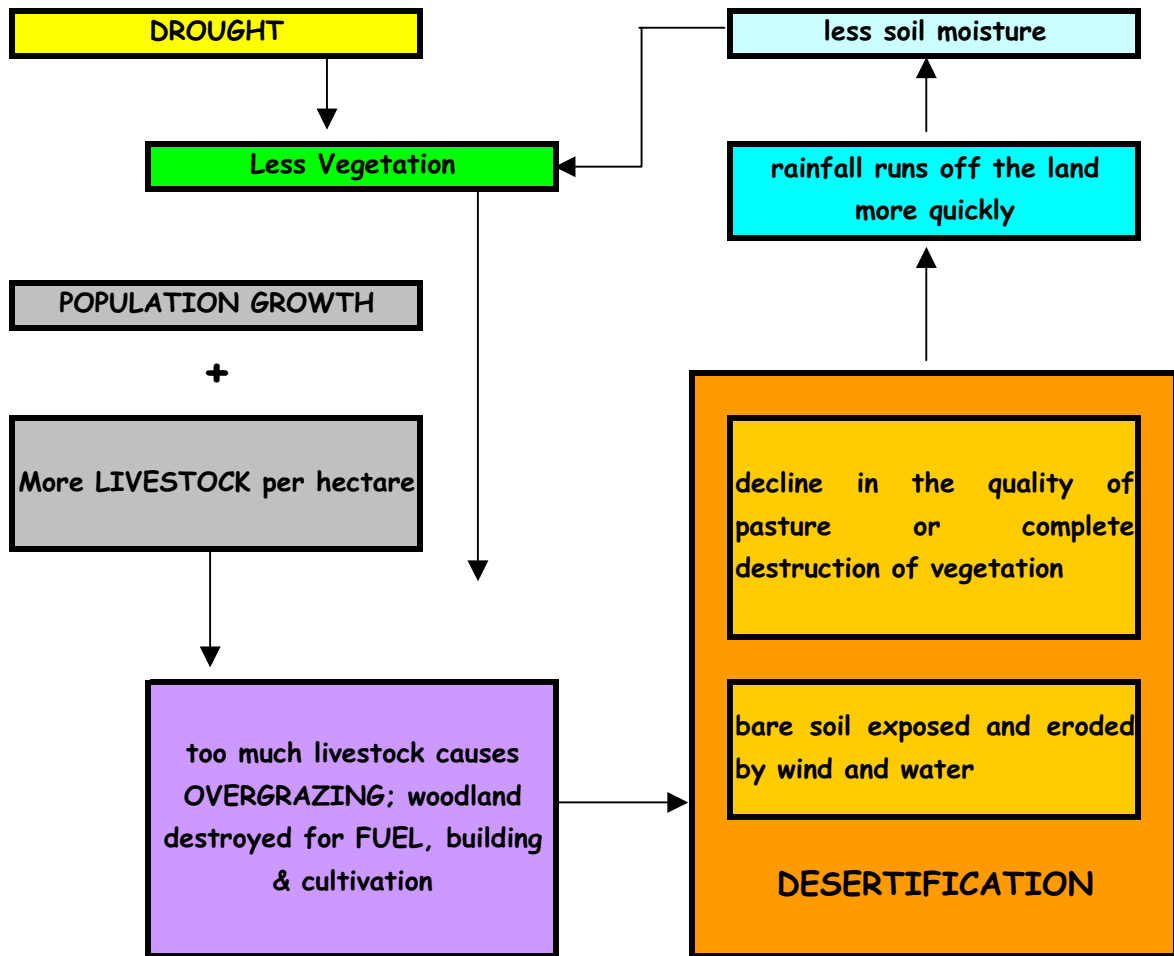 DROUGHT
less soil moisture
Less Vegetation
rainfall runs off the land
more quickly
POPULATION GROWTH
+
More LIVESTOCK per hectare
decline in the quality of
pasture or complete
destruction of vegetation
too much livestock causes
OVERGRAZING; woodland
destroyed for FUEL, building
& cultivation
bare soil exposed and eroded
by wind and water
DESERTIFICATION